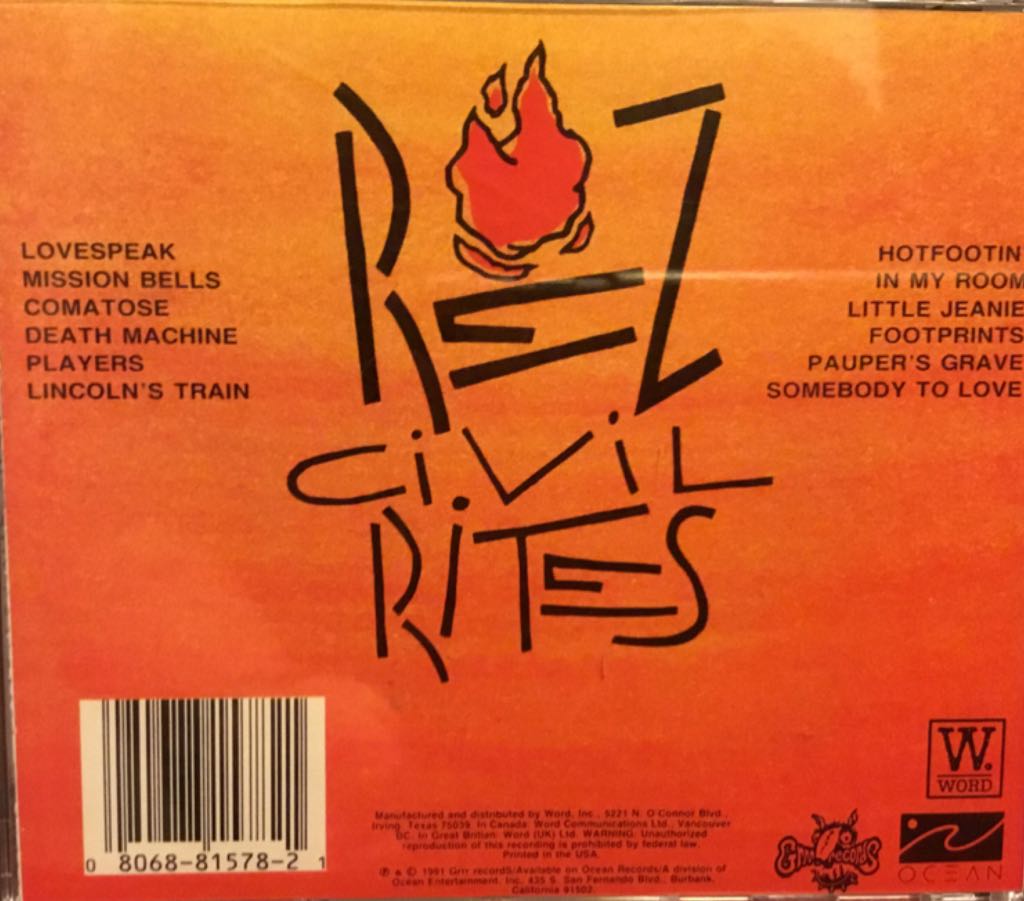 REZ
CIVIL
RITES
LOVESPEAK
MISSION BELLS
COMATOSE
DEATH MACHINE
PLAYERS
LINCOLN'S TRAIN
HOTFOOTIN
IN MY ROOM
LITTLE JEANIE
FOOTPRINTS
PAUPER'S GRAVE
SOMEBODY TO LOVE
0 8068-81578-2 1
Manufactured and distributed by Word, Inc., 5221 N. O'Connor Blvd.,
Irving, Texas 75039. In Canada: Word Communications Ltd., Vancouver
BC. In Great Britian: Word (UK) Ltd. WARNING: Unauthorized
reproduction of this recording is prohibited by federal law.
Printed in the USA.
℗ & © 1991 Grrr recordS/Available on Ocean Records/A division of
Ocean Entertainment, Inc. 435 S. San Fernando Blvd., Burbank,
California 91502.
W.
WORD
Grrr records
OCEAN